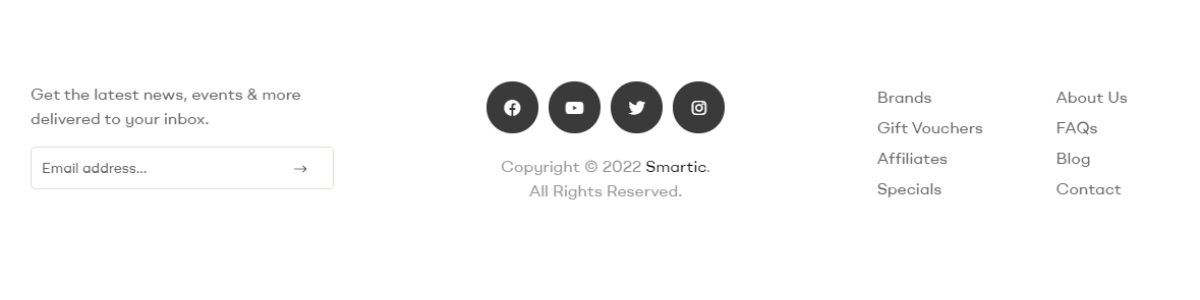 Get the latest news, events & more
delivered to your inbox.
Email address...
Copyright © 2022 Smartic.
All Rights Reserved.
Brands
Gift Vouchers
Affiliates
Specials
About Us
FAQs
Blog
Contact